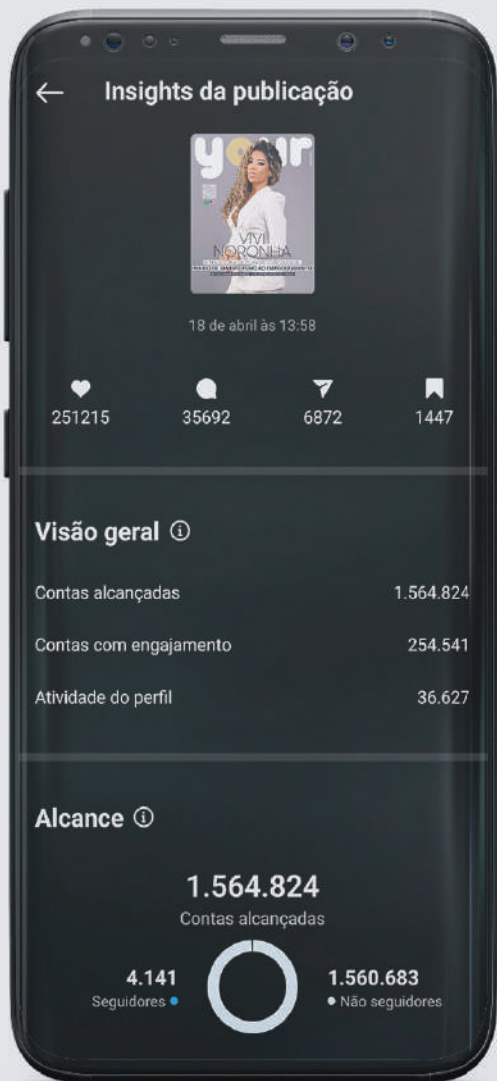 Insights da publicação
your
VIVII
NORONHA
18 de abril às 13:58
251215
35692
6872
1447
Visão geral
Contas alcançadas 1.564.824
Contas com engajamento 254.541
Atividade do perfil 36.627
Alcance
1.564.824
Contas alcançadas
4.141
Seguidores
1.560.683
Não seguidores